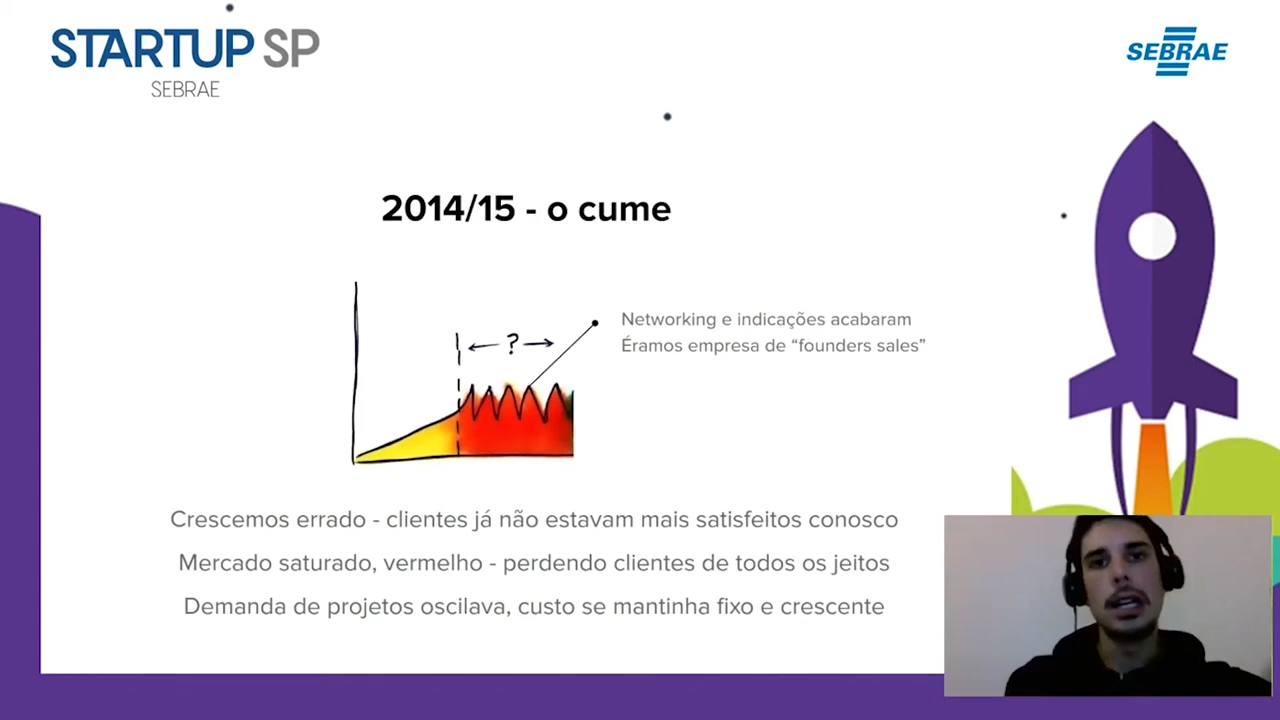 STARTUP SP
SEBRAE
SEBRAE
2014/15 - o cume
?
Networking e indicações acabaram
Éramos empresa de “founders sales”
Crescemos errado - clientes já não estavam mais satisfeitos conosco
Mercado saturado, vermelho - perdendo clientes de todos os jeitos
Demanda de projetos oscilava, custo se mantinha fixo e crescente